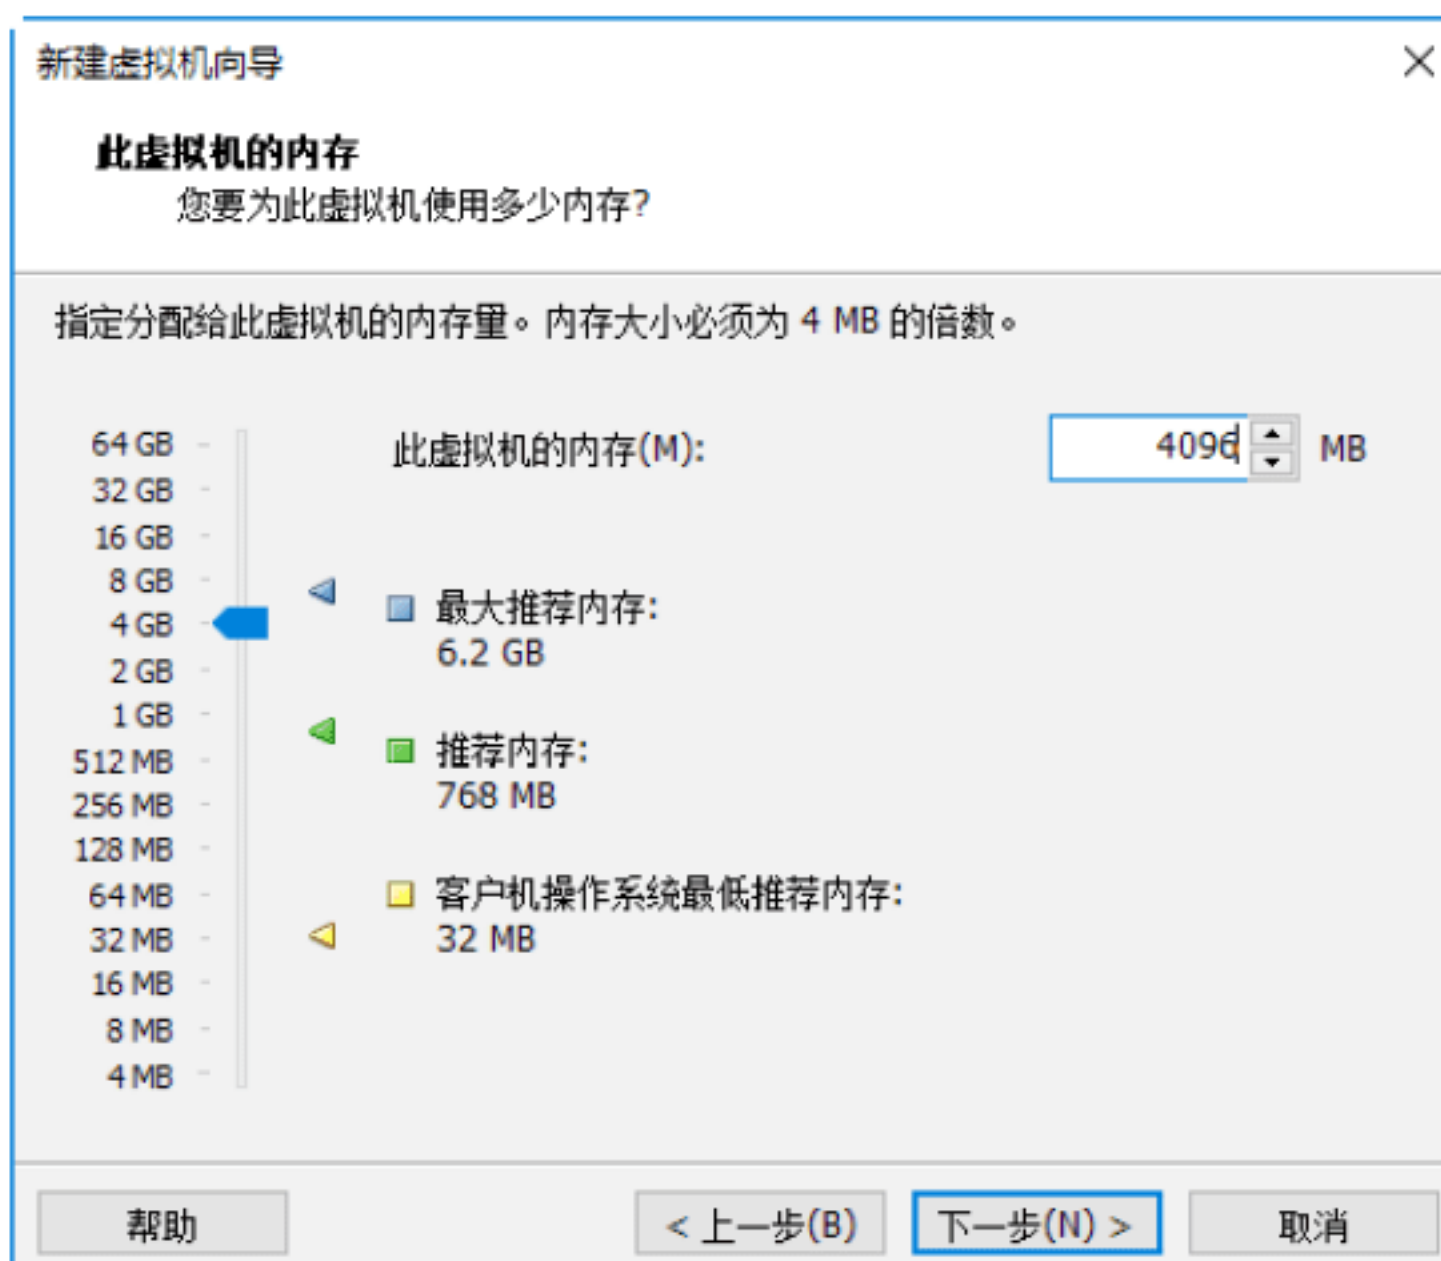 新建虚拟机向导
此虚拟机的内存
您要为此虚拟机使用多少内存?
指定分配给此虚拟机的内存量。内存大小必须为 4 MB 的倍数。
64 GB
32 GB
16 GB
8 GB
4 GB
2 GB
1 GB
512 MB
256 MB
128 MB
64 MB
32 MB
16 MB
8 MB
4 MB
此虚拟机的内存(M): 4096 MB
最大推荐内存:
6.2 GB
推荐内存:
768 MB
客户机操作系统最低推荐内存:
32 MB
帮助 < 上一步(B) 下一步(N) > 取消